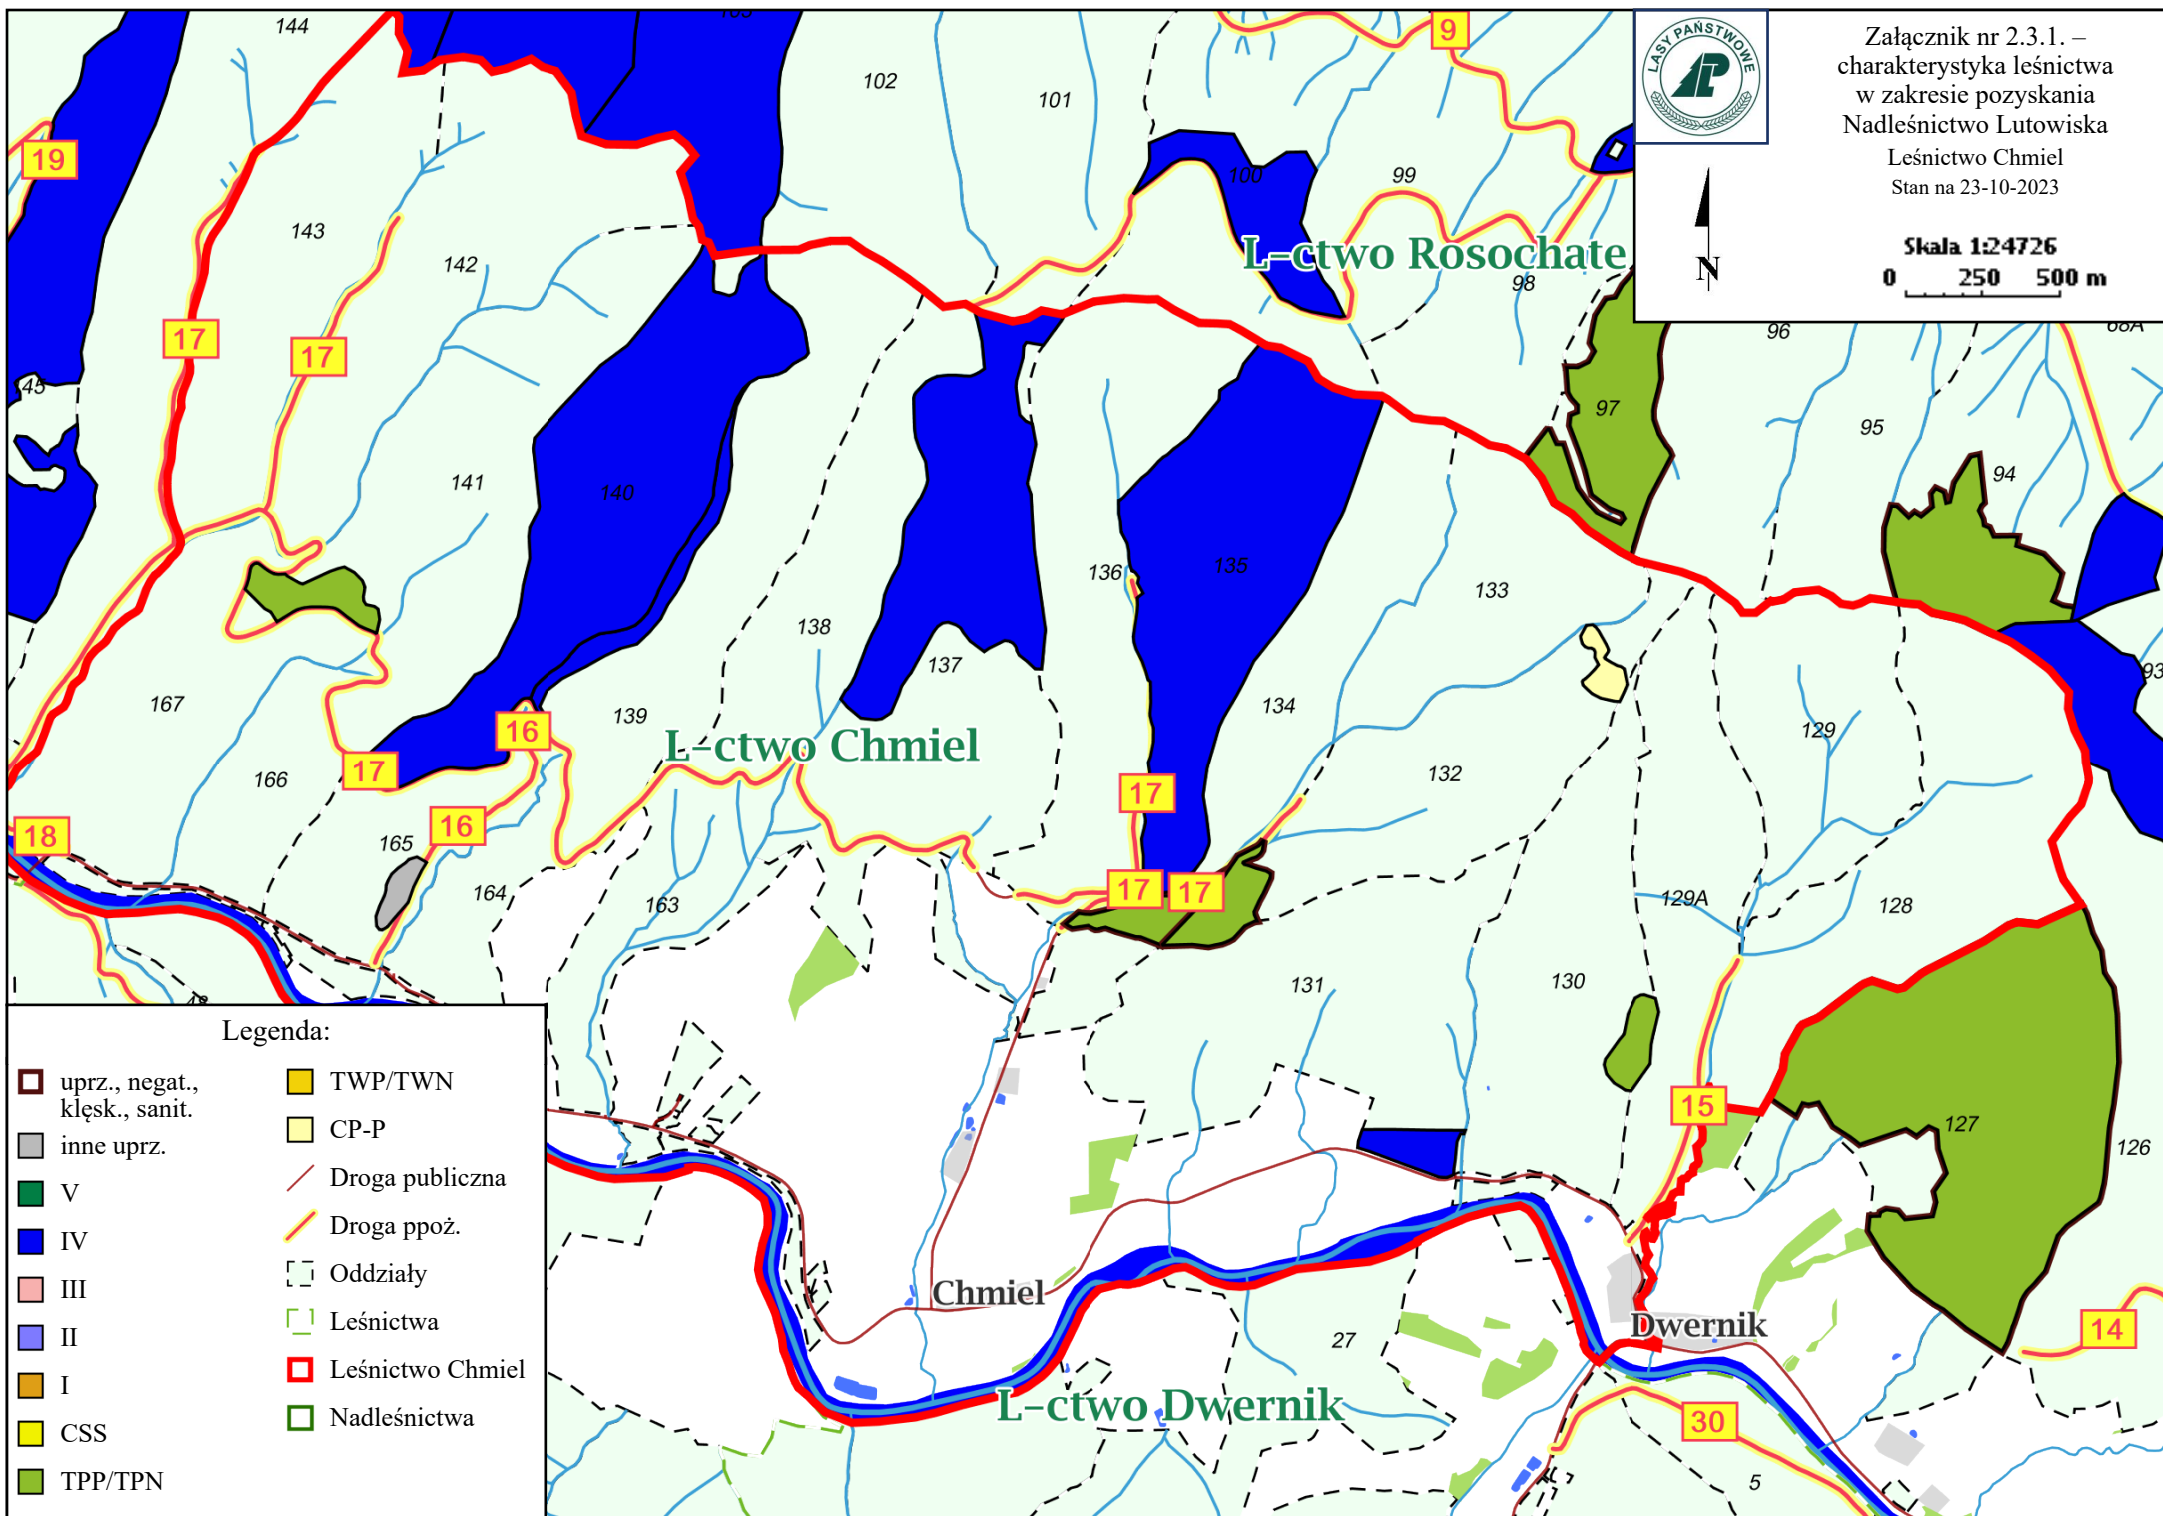 LASY PAŃSTWOWE
Załącznik nr 2.3.1. –
charakterystyka leśnictwa
w zakresie pozyskania
Nadleśnictwo Lutowiska
Leśnictwo Chmiel
Stan na 23-10-2023
N
Skala 1:24726
0 250 500 m
144
102
101
9
19
100
99
143
142
L-ctwo Rosochate
98
17
17
96
68A
45
97
95
94
141
140
136
135
133
138
137
93
167
139
134
129
16
L-ctwo Chmiel
166
17
132
17
18
16
165
164
163
17
17
129A
128
131
130
48
15
127
126
Chmiel
Dwernik
14
27
L-ctwo Dwernik
30
5
Legenda:
uprz., negat.,
klęsk., sanit.
inne uprz.
V
IV
III
II
I
CSS
TPP/TPN
TWP/TWN
CP-P
Droga publiczna
Droga ppoż.
Oddziały
Leśnictwa
Leśnictwo Chmiel
Nadleśnictwa